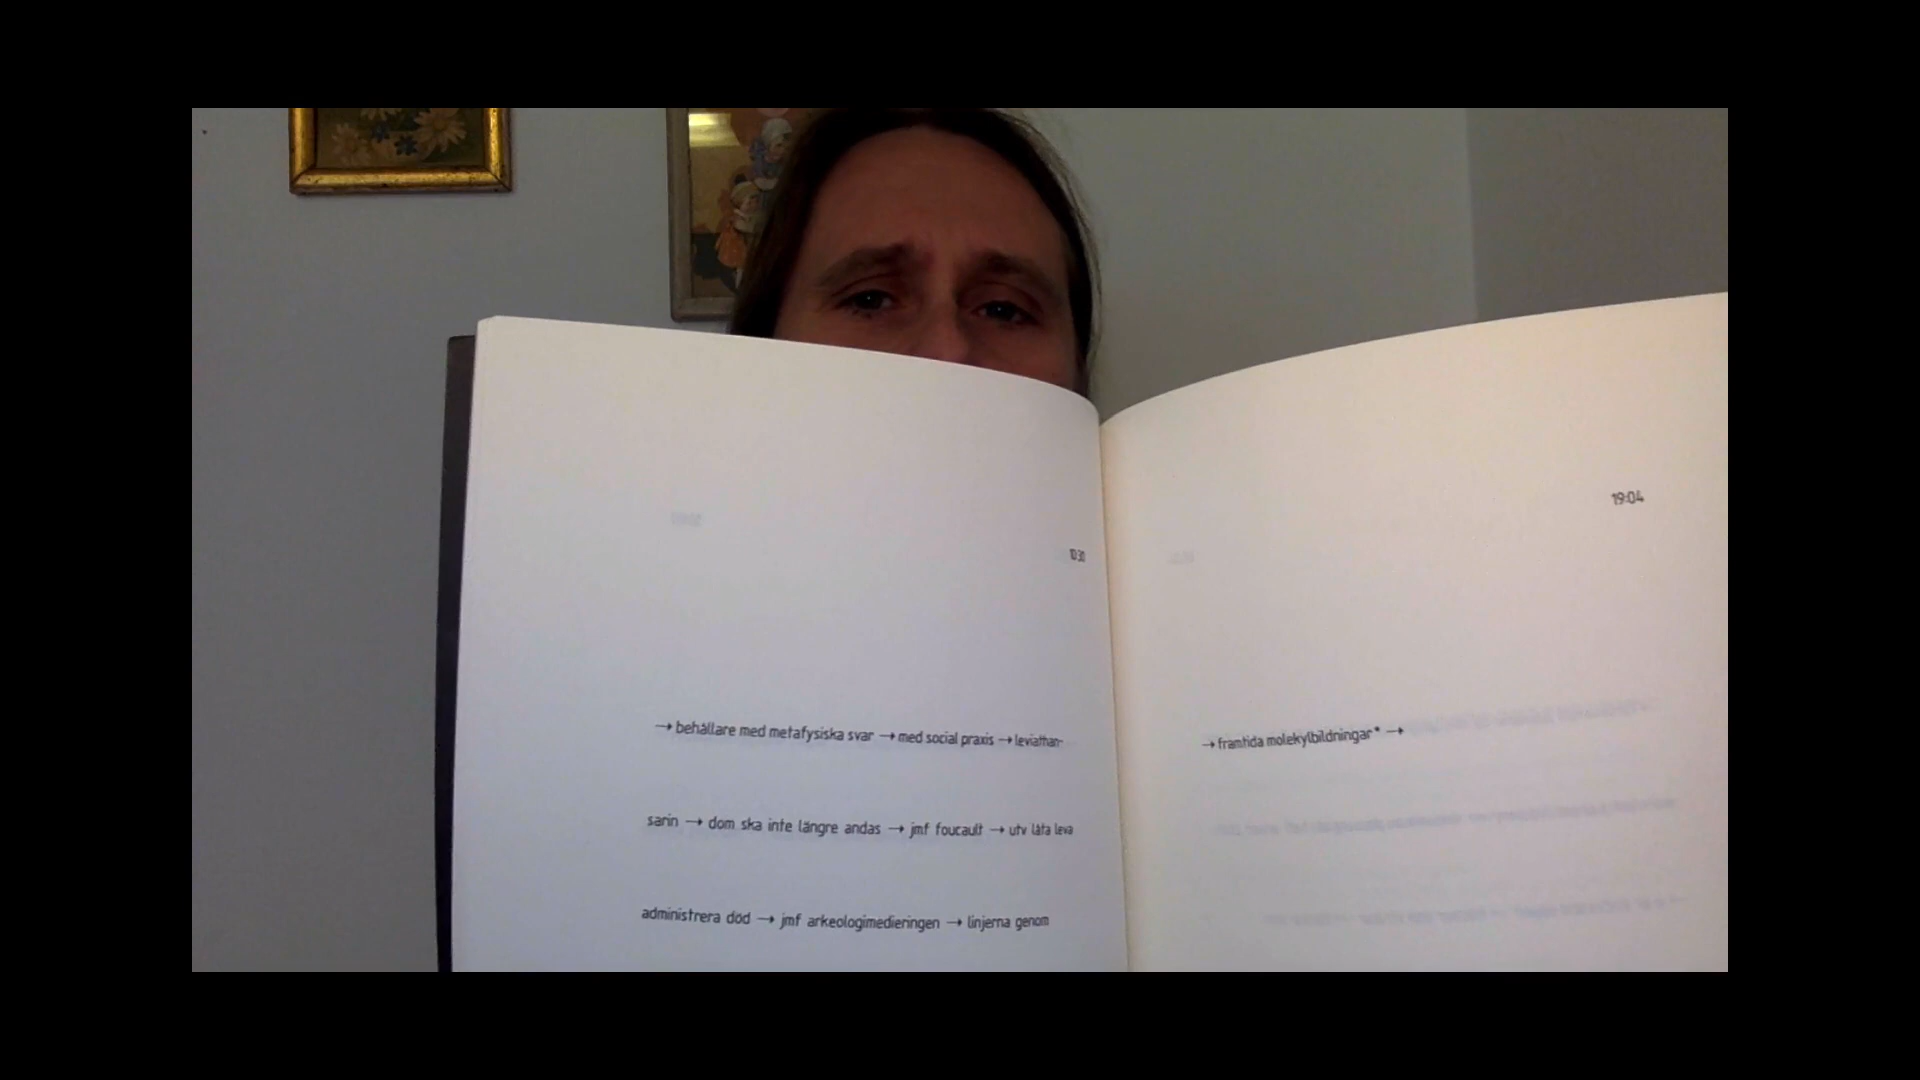 → behållare med metafysiska svar → med social praxis → leviathan-
sarin → dom ska inte längre andas → jmf foucault → utv låta leva
administrera död → jmf arkeologimedieringen → linjerna genom
19:04
→ framtida molekylbildningar* →